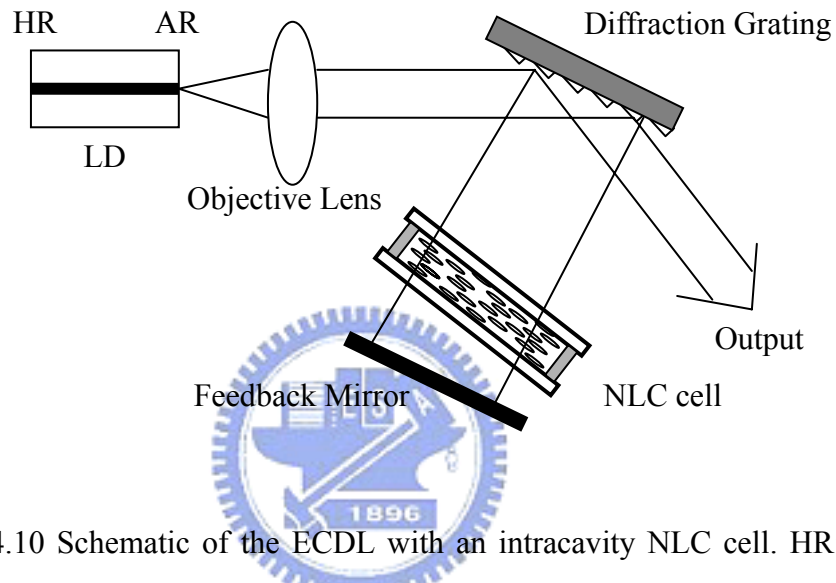 HR AR Diffraction Grating
LD
Objective Lens
Output
Feedback Mirror NLC cell
1896
4.10 Schematic of the ECDL with an intracavity NLC cell. HR